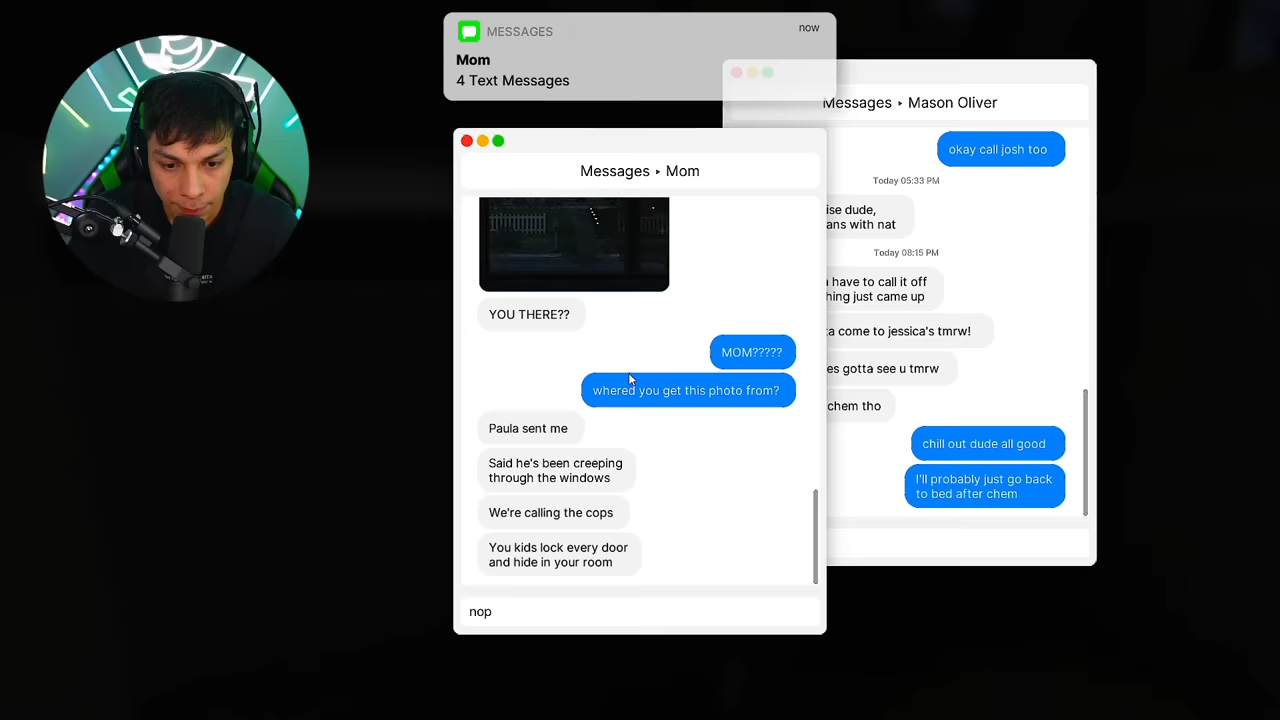 MESSAGES
now
Mom
4 Text Messages
Messages ‣ Mason Oliver
okay call josh too
Today 05:33 PM
dude,
with nat
Today 08:15 PM
have to call it off
just came up
come to jessica's tmrw!
gotta see u tmrw
chem tho
chill out dude all good
I'll probably just go back
to bed after chem
Messages ‣ Mom
YOU THERE??
MOM?????
whered you get this photo from?
Paula sent me
Said he's been creeping
through the windows
We're calling the cops
You kids lock every door
and hide in your room
nop